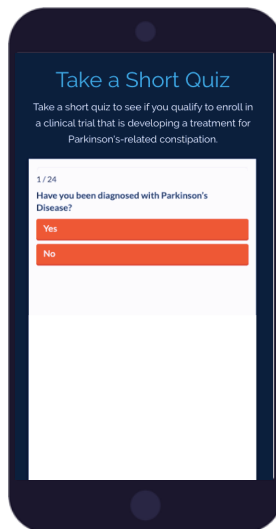 Take a Short Quiz
Take a short quiz to see if you qualify to enroll in
a clinical trial that is developing a treatment for
Parkinson's-related constipation.
1 / 24
Have you been diagnosed with Parkinson's
Disease?
Yes
No